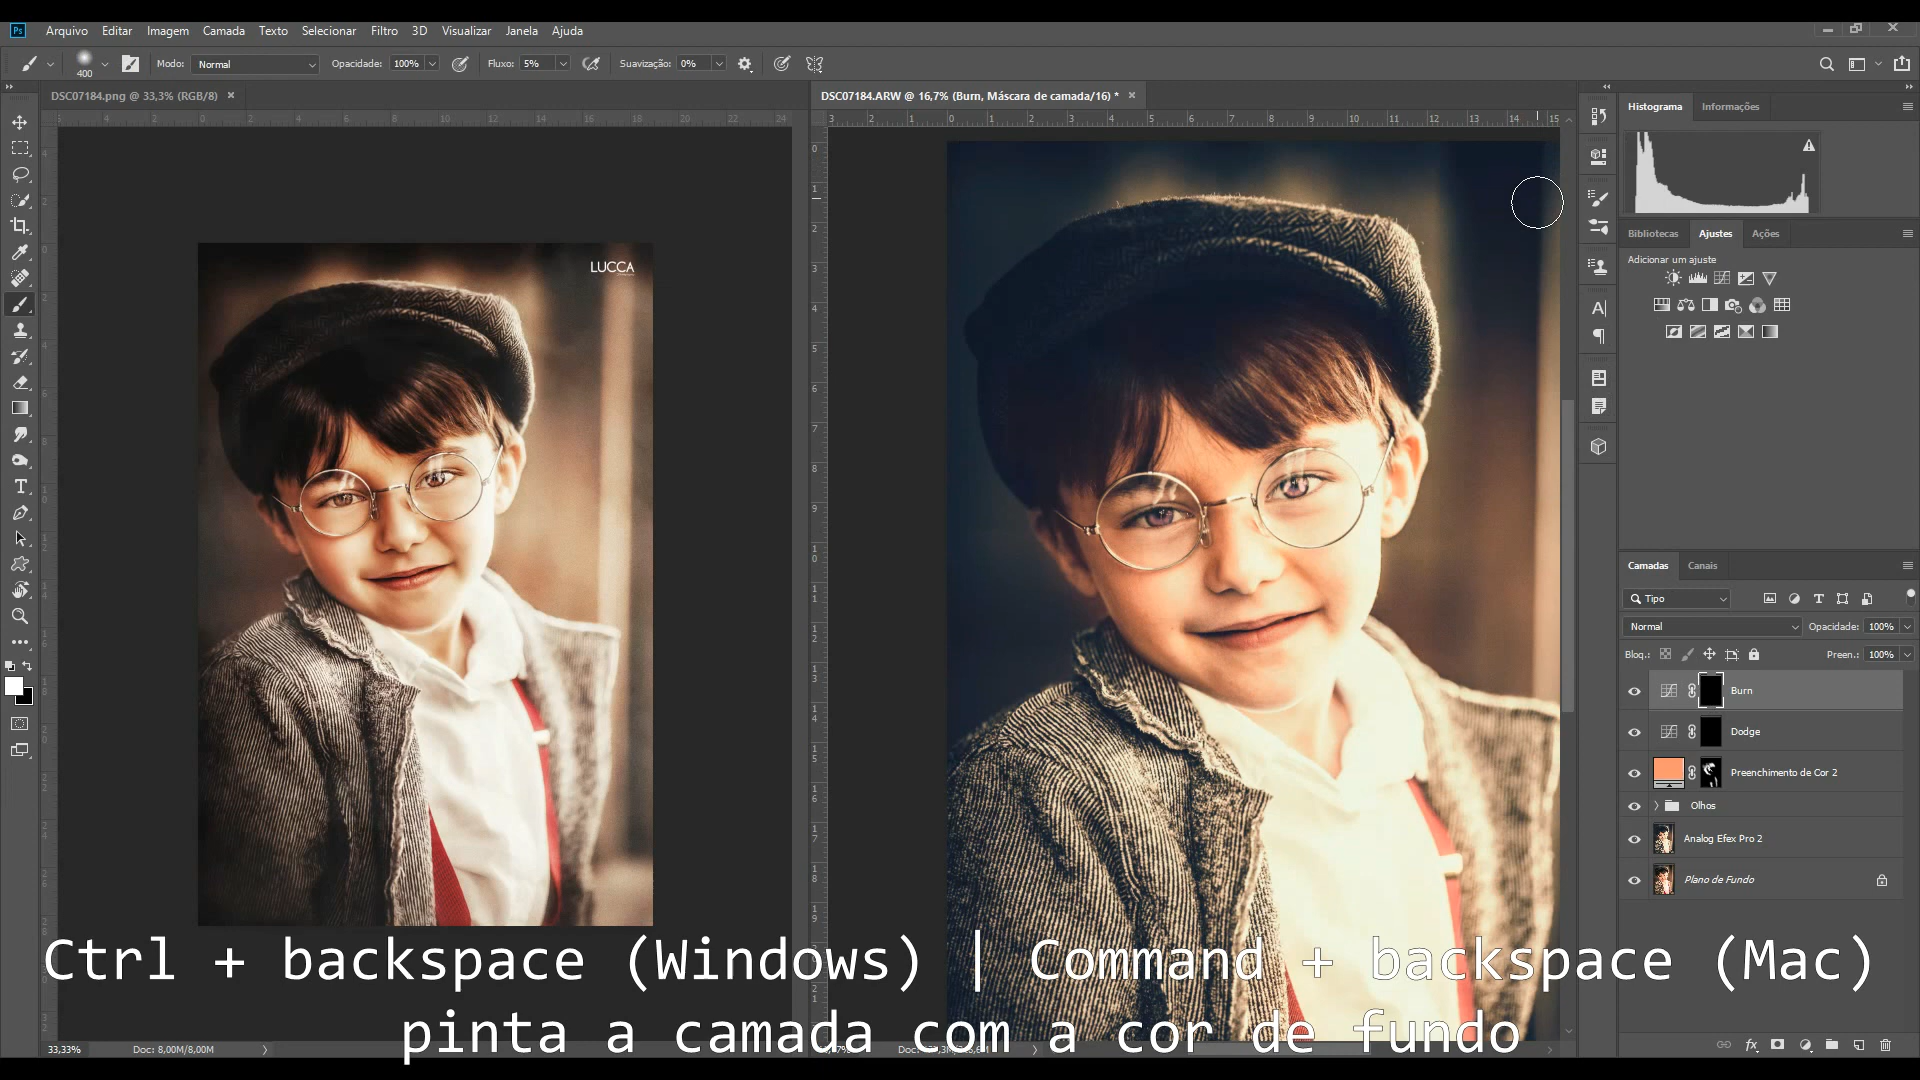 Ps Arquivo Editar Imagem Camada Texto Selecionar Filtro 3D Visualizar Janela Ajuda
400 Modo: Normal Opacidade: 100% Fluxo: 5% Suavização: 0%
DSC07184.png @ 33,3% (RGB/8) ×
DSC07184.ARW @ 16,7% (Burn, Máscara de camada/16) * ×
Histograma Informações
Bibliotecas Ajustes Ações
Adicionar um ajuste
LUCCA
Camadas Canais
Tipo
Normal Opacidade: 100%
Bloq.: Preen.: 100%
Burn
Dodge
Preenchimento de Cor 2
Olhos
Analog Efex Pro 2
Plano de Fundo
Ctrl + backspace (Windows) | Command + backspace (Mac)
pinta a camada com a cor de fundo
33,33% Doc: 8,00M/8,00M